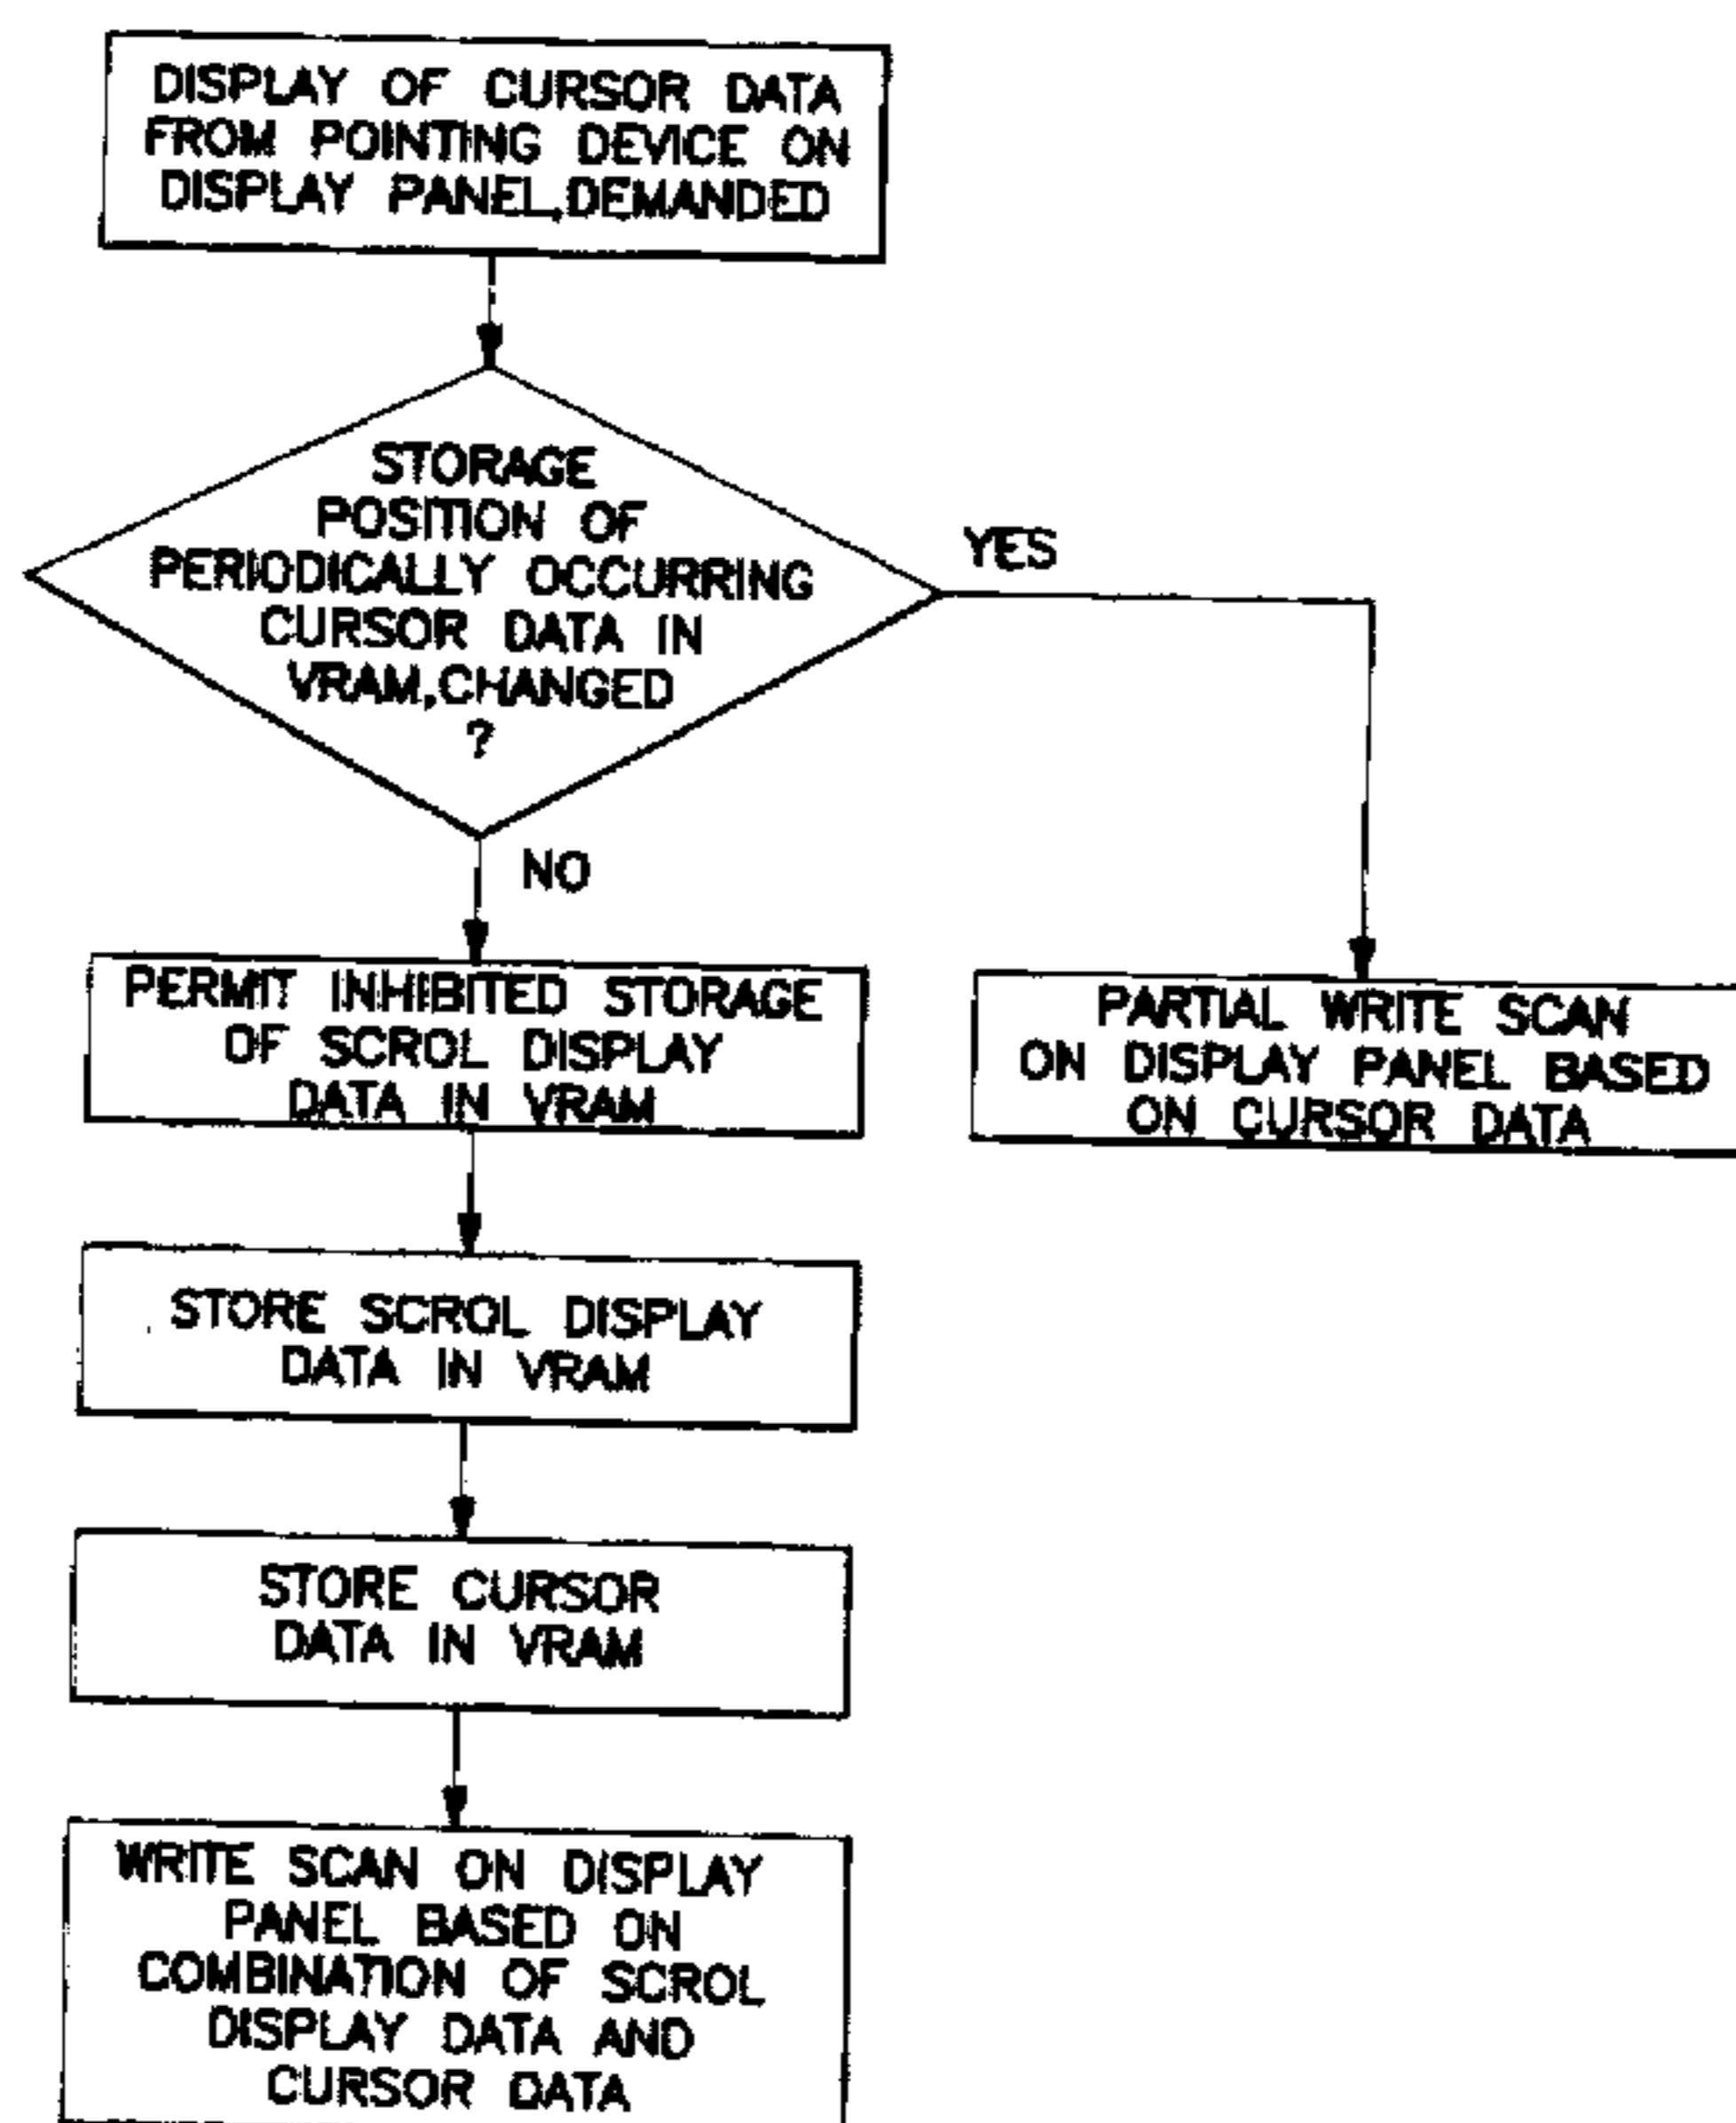 DISPLAY OF CURSOR DATA
FROM POINTING DEVICE ON
DISPLAY PANEL,DEMANDED
STORAGE
POSITION OF
PERIODICALLY OCCURRING
CURSOR DATA IN
VRAM,CHANGED
?
YES
NO
PERMIT INHIBITED STORAGE
OF SCROL DISPLAY
DATA IN VRAM
PARTIAL WRITE SCAN
ON DISPLAY PANEL BASED
ON CURSOR DATA
STORE SCROL DISPLAY
DATA IN VRAM
STORE CURSOR
DATA IN VRAM
WRITE SCAN ON DISPLAY
PANEL BASED ON
COMBINATION OF SCROL
DISPLAY DATA AND
CURSOR DATA